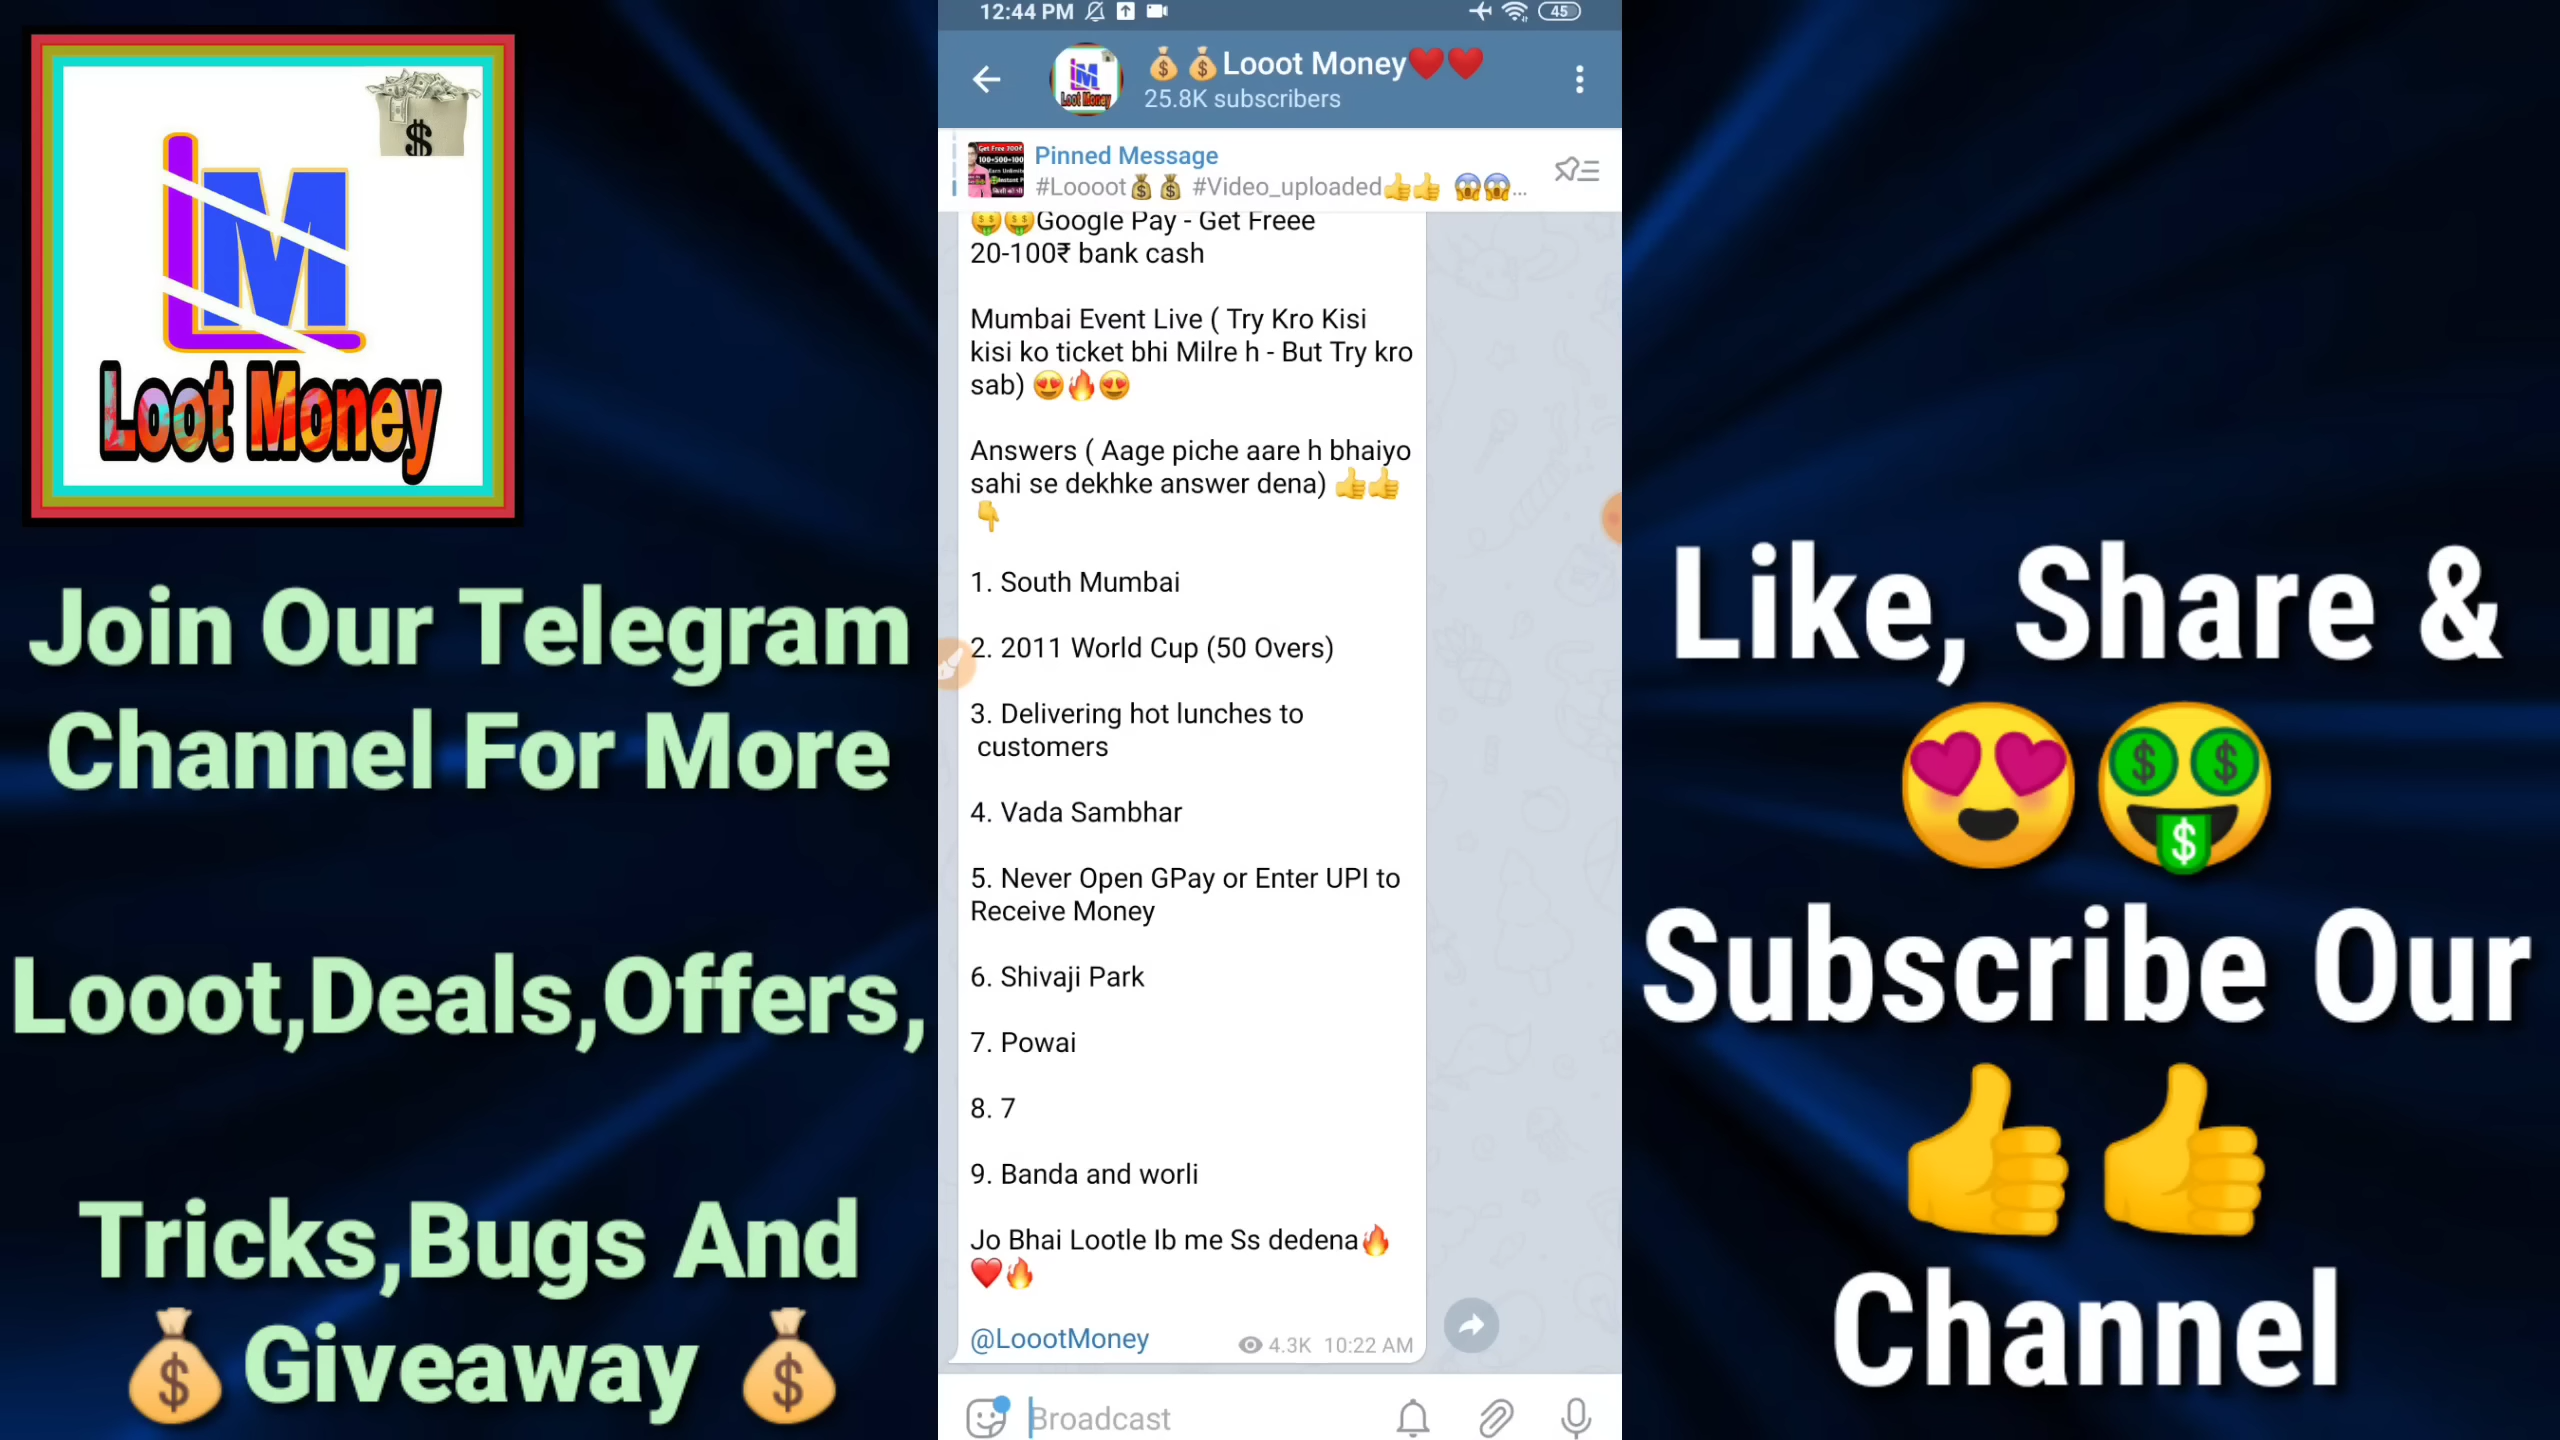 LM
Loot Money
Join Our Telegram
Channel For More
Looot,Deals,Offers,
Tricks,Bugs And
💰Giveaway 💰
12:44 PM
45
💰💰Looot Money❤️❤️
25.8K subscribers
Pinned Message
#Loooot💰💰 #Video_uploaded👍👍 😱😱...
🤑🤑Google Pay - Get Freee
20-100₹ bank cash
Mumbai Event Live ( Try Kro Kisi
kisi ko ticket bhi Milre h - But Try kro
sab) 😍🔥😍
Answers ( Aage piche aare h bhaiyo
sahi se dekhke answer dena) 👍👍
👇
1. South Mumbai
2. 2011 World Cup (50 Overs)
3. Delivering hot lunches to
customers
4. Vada Sambhar
5. Never Open GPay or Enter UPI to
Receive Money
6. Shivaji Park
7. Powai
8. 7
9. Banda and worli
Jo Bhai Lootle Ib me Ss dedena🔥
❤️🔥
@LoootMoney
4.3K 10:22 AM
Broadcast
Like, Share &
😍🤑
Subscribe Our
👍👍
Channel